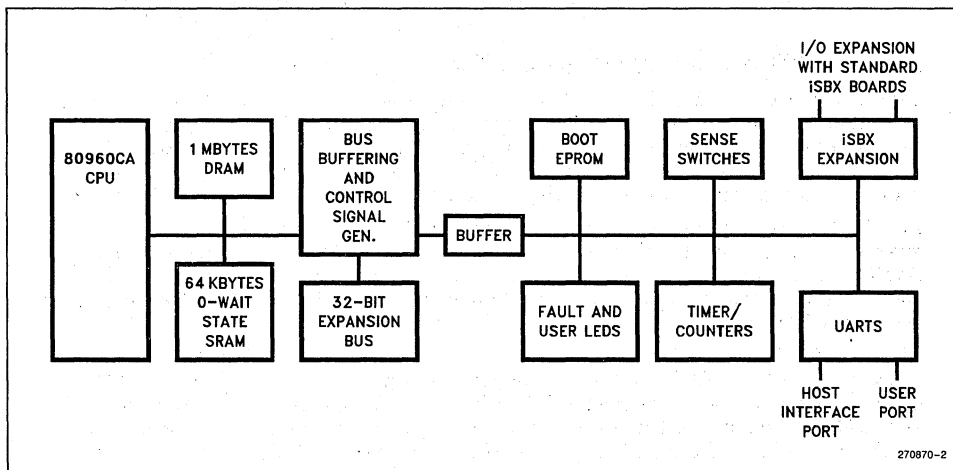 I/O EXPANSION
WITH STANDARD
iSBX BOARDS
80960CA
CPU
1 MBYTES
DRAM
BUS
BUFFERING
AND
CONTROL
SIGNAL
GEN.
BOOT
EPROM
SENSE
SWITCHES
iSBX
EXPANSION
BUFFER
64 KBYTES
0-WAIT
STATE
SRAM
32-BIT
EXPANSION
BUS
FAULT AND
USER LEDS
TIMER/
COUNTERS
UARTS
HOST
INTERFACE
PORT
USER
PORT
270870-2